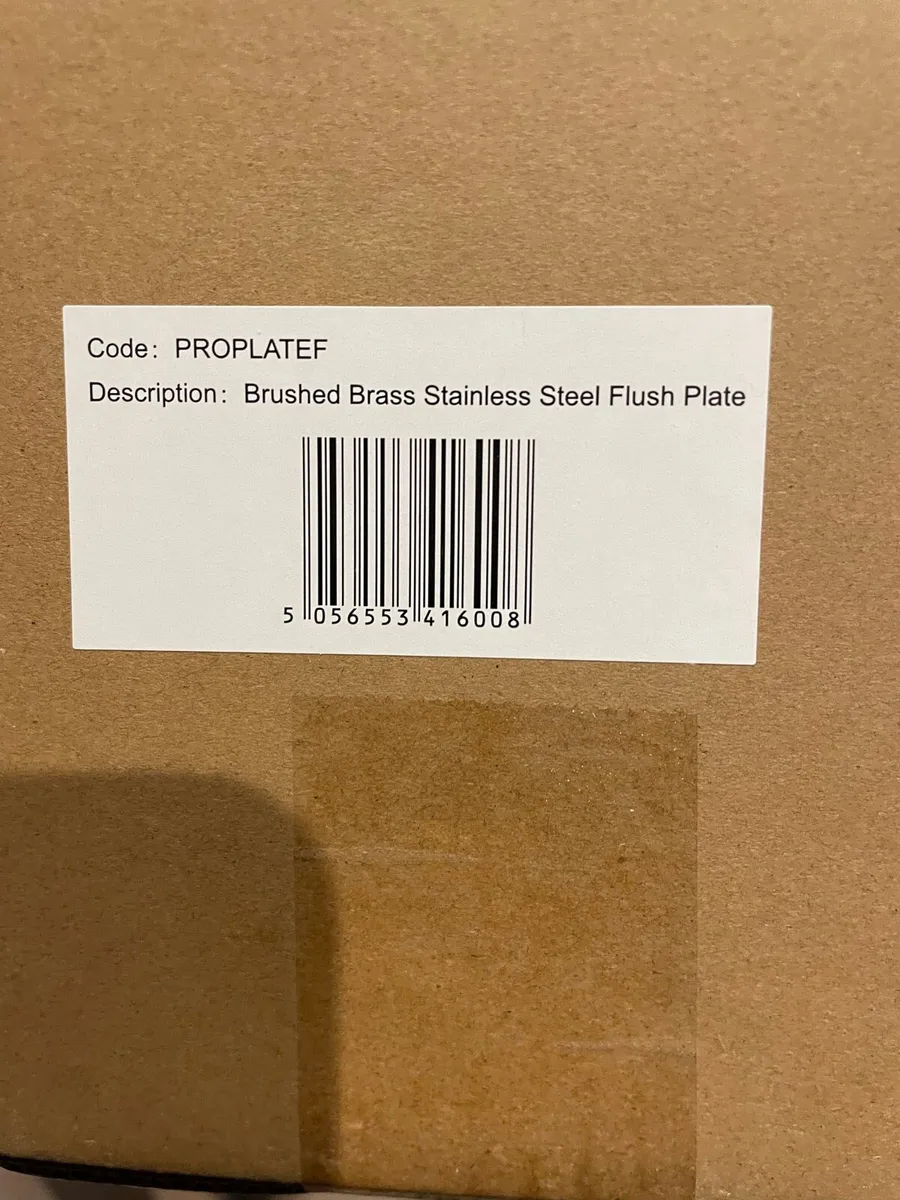 Code: PROPLATEF
Description: Brushed Brass Stainless Steel Flush Plate
5 056553 416008